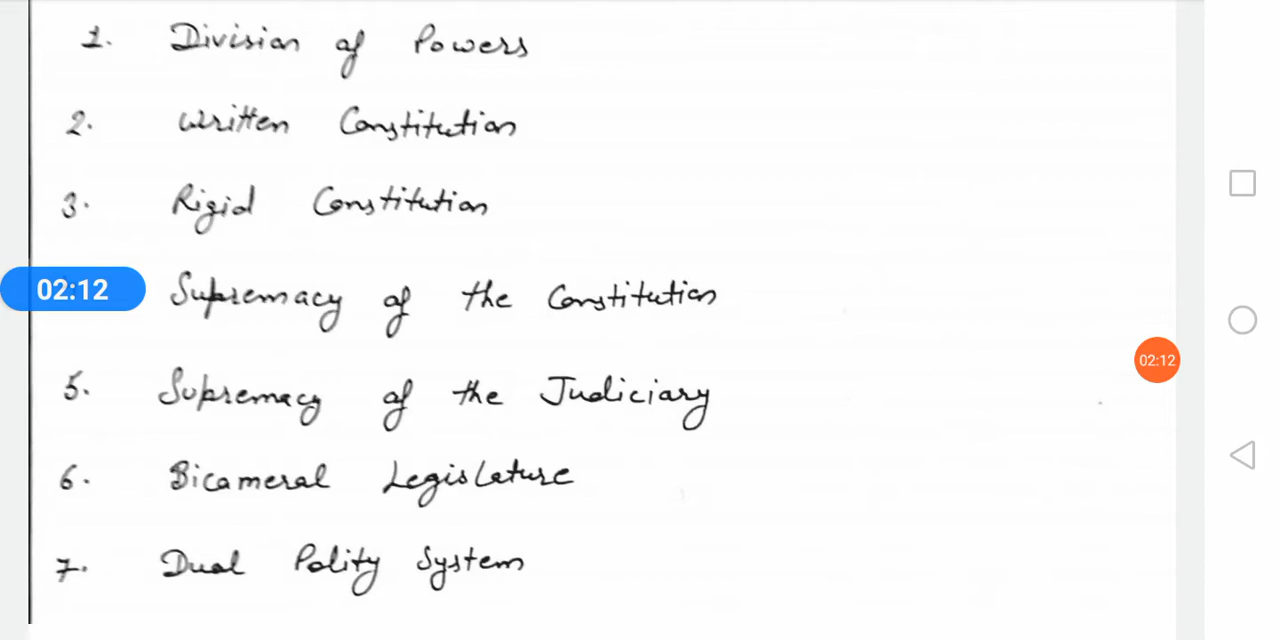 1. Division of Powers
2. Written Constitution
3. Rigid Constitution
02:12 Supremacy of the Constitution
02:12
5. Supremacy of the Judiciary
6. Bicameral Legislature
7. Dual Polity System